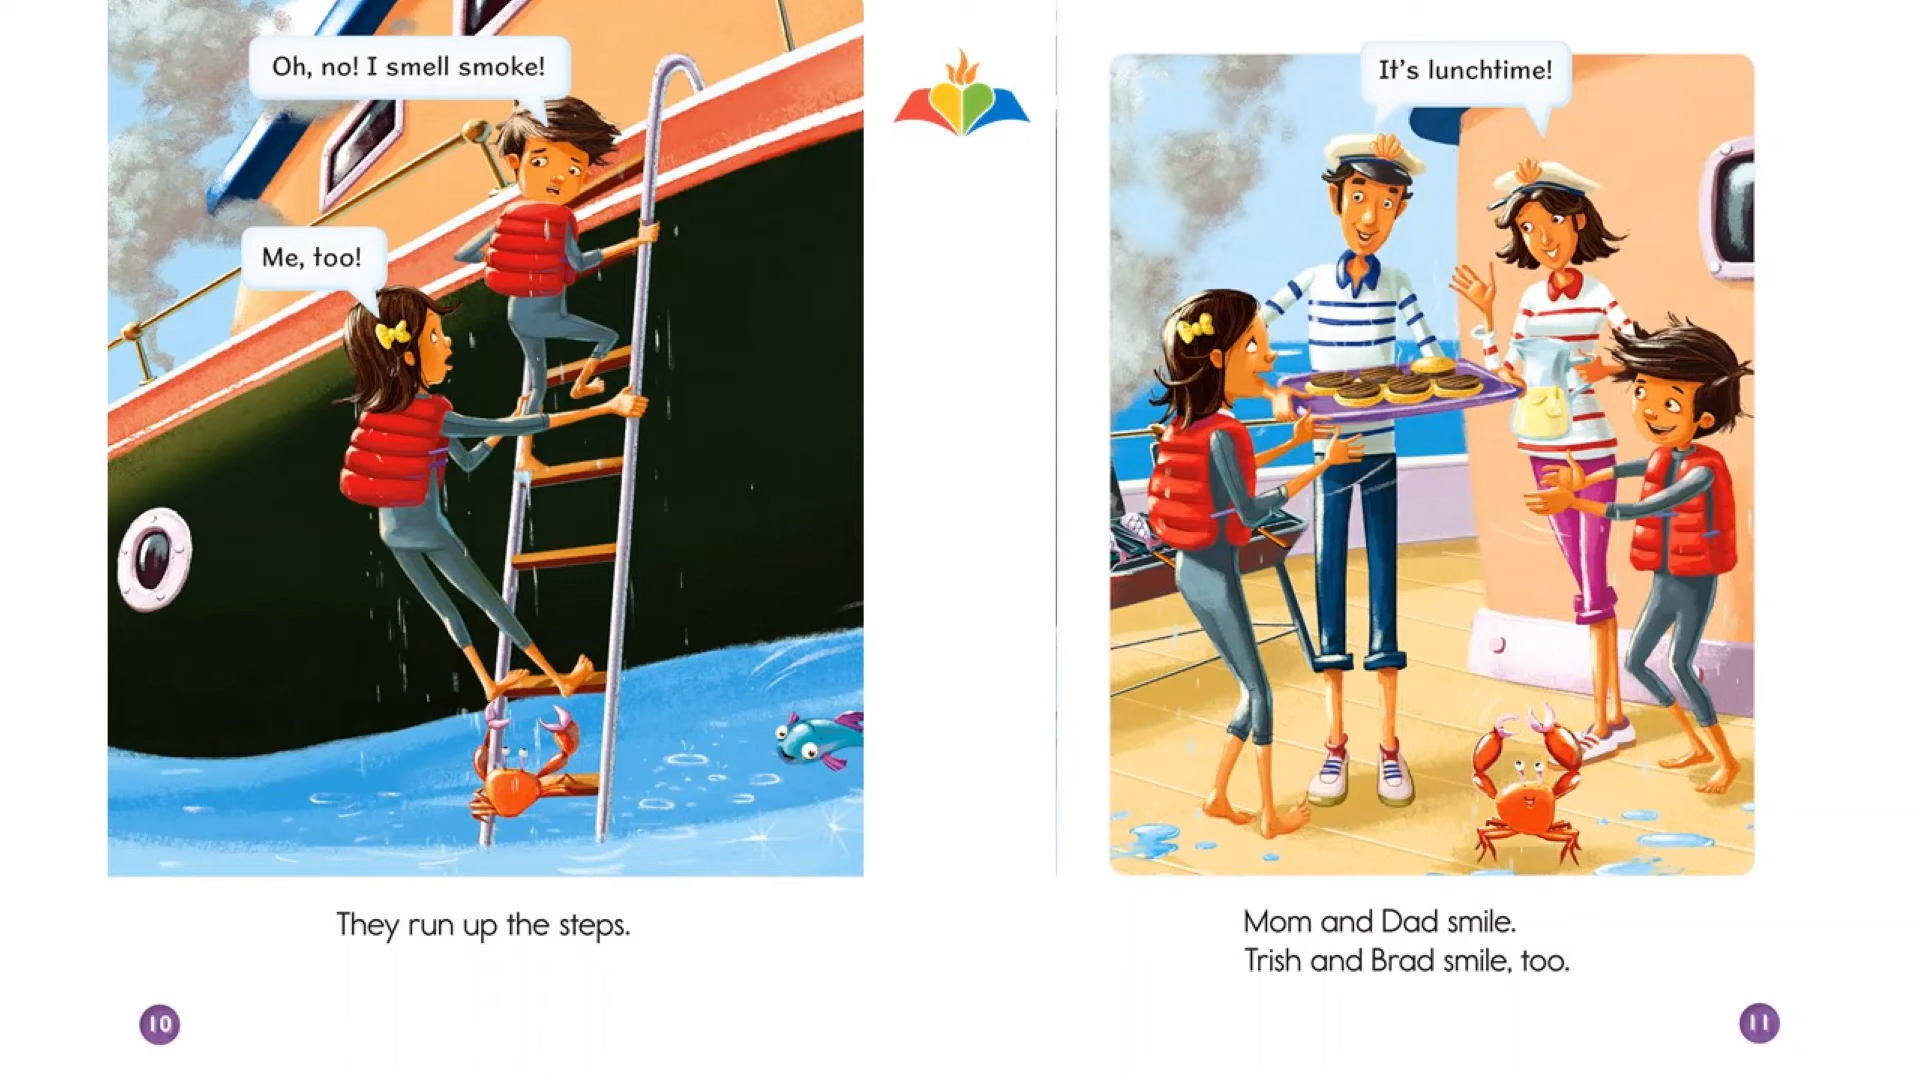 Oh, no! I smell smoke!
Me, too!
They run up the steps.
10
It's lunchtime!
Mom and Dad smile.
Trish and Brad smile, too.
11